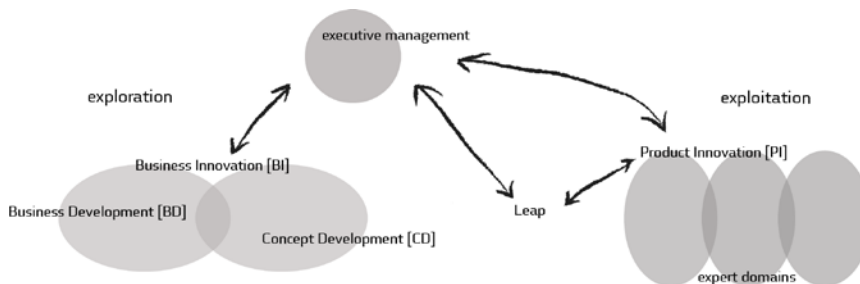 executive management
exploration
exploitation
Business Innovation [BI]
Product Innovation [PI]
Business Development [BD]
Leap
Concept Development [CD]
expert domains